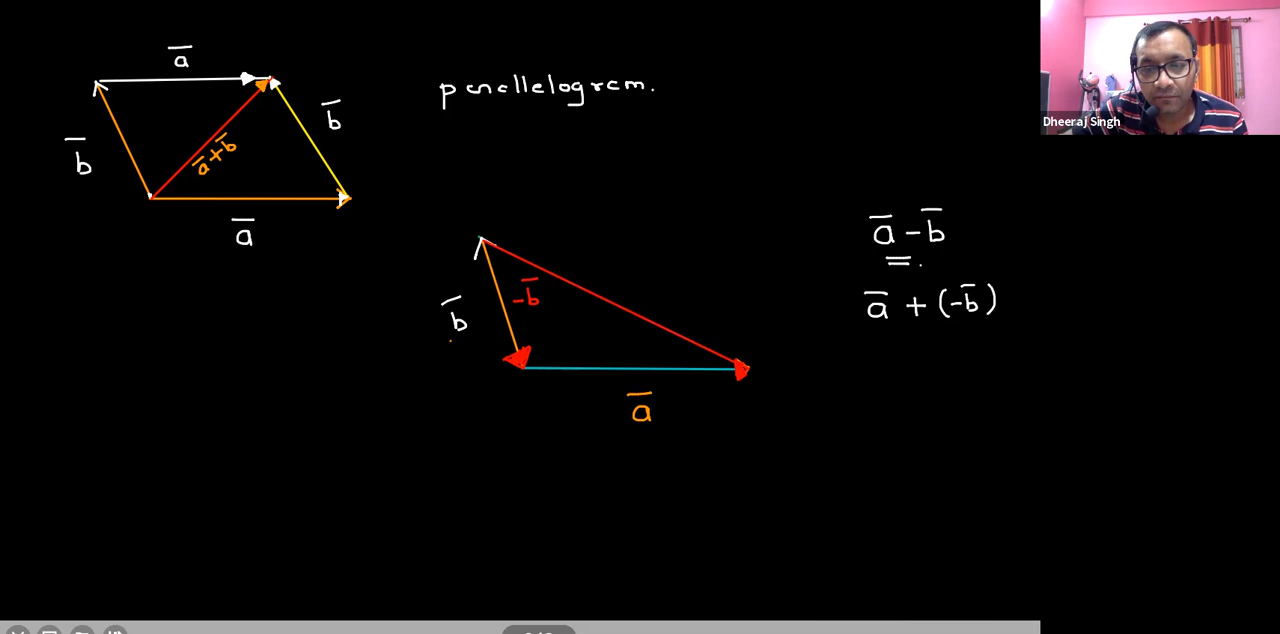 a̅
b̅
b̅
a̅+b̅
a̅
parallelogram.
Dheeraj Singh
a̅ - b̅
a̅ + (-b̅)
-b̅
b̅
a̅